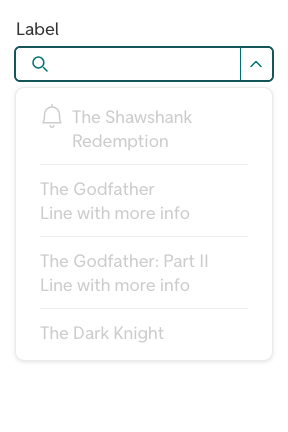 Label
The Shawshank
Redemption
The Godfather
Line with more info
The Godfather: Part II
Line with more info
The Dark Knight